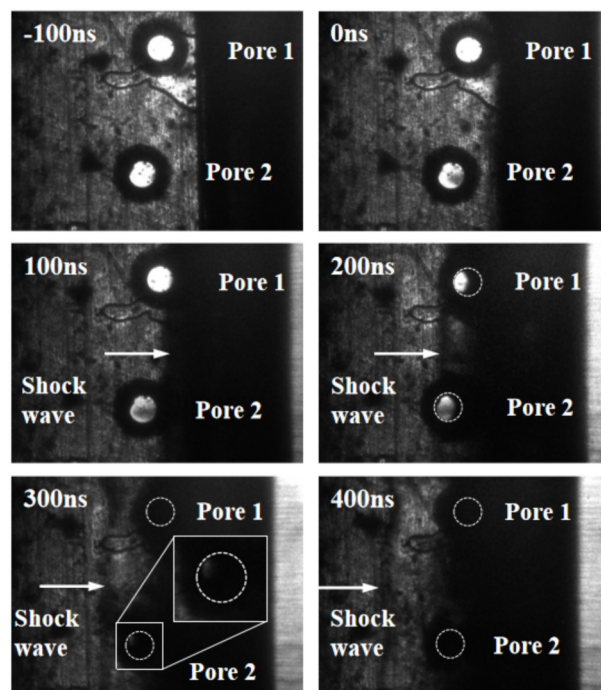 -100ns
Pore 1
Pore 2
0ns
Pore 1
Pore 2
100ns
Pore 1
Shock
wave
Pore 2
200ns
Pore 1
Shock
wave
Pore 2
300ns
Pore 1
Shock
wave
Pore 2
400ns
Pore 1
Shock
wave
Pore 2